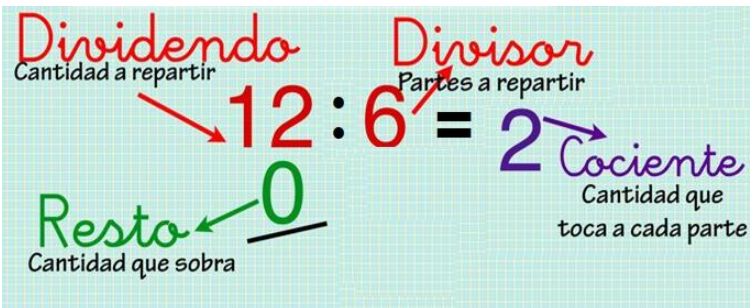 Dividendo
Cantidad a repartir
Divisor
Partes a repartir
12 : 6 = 2
Cociente
Cantidad que
toca a cada parte
0
Resto
Cantidad que sobra